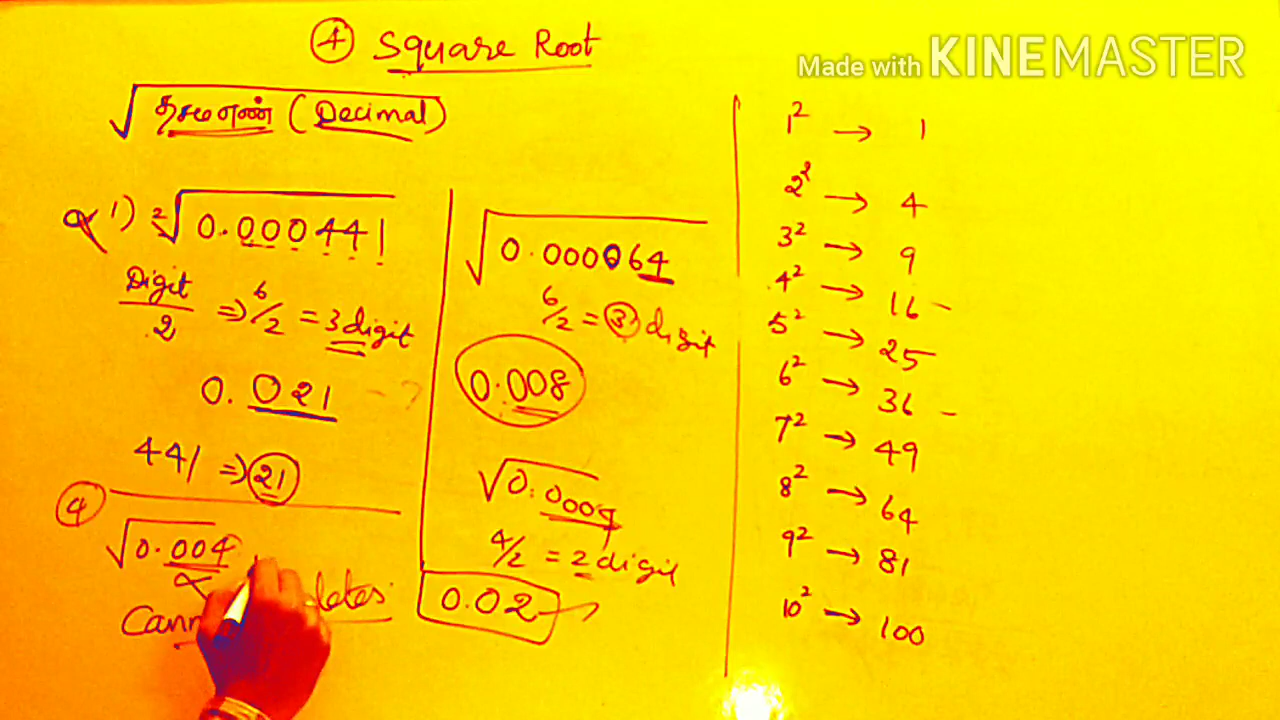 ④ Square Root
Made with KINEMASTER
√தசமஎண் (Decimal)
Q 1) ²√0.000441
Digit/2 ⇒ 6/2 = 3 digit
0.021
441 ⇒ 21
④
√0.004
√0.000064
6/2 = 3 digit
0.008
√0.0009
4/2 = 2 digit
0.02
1² → 1
2² → 4
3² → 9
4² → 16
5² → 25
6² → 36
7² → 49
8² → 64
9² → 81
10² → 100